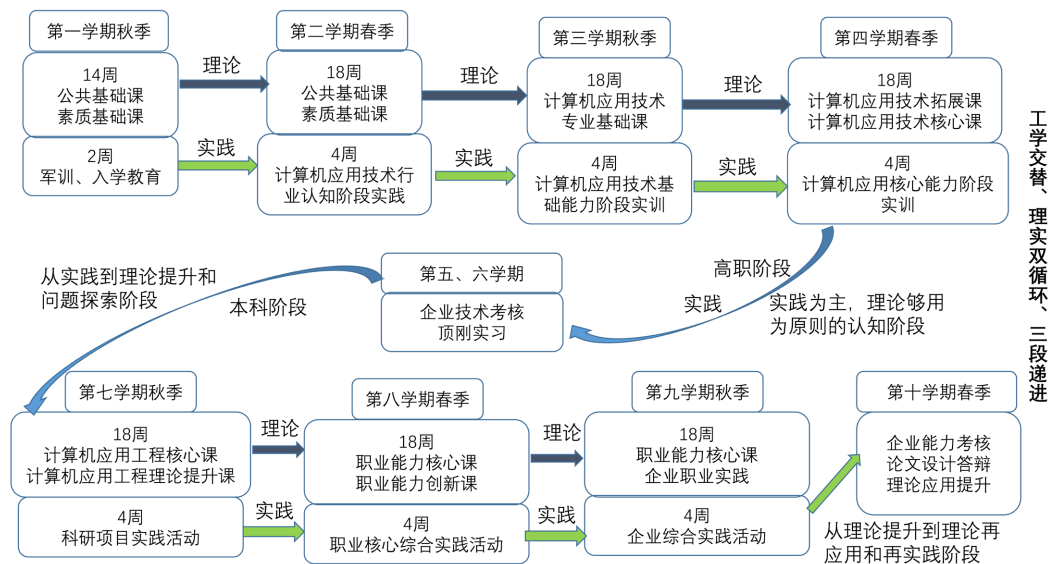 第一学期秋季
第二学期春季
第三学期秋季
第四学期春季
14周
公共基础课
素质基础课
理论
18周
公共基础课
素质基础课
理论
18周
计算机应用技术
专业基础课
理论
18周
计算机应用技术拓展课
计算机应用技术核心课
2周
军训、入学教育
实践
4周
计算机应用技术行
业认知阶段实践
实践
4周
计算机应用技术基
础能力阶段实训
实践
4周
计算机应用核心能力阶段
实训
工学交替、理实双循环、三段递进
从实践到理论提升和
问题探索阶段
本科阶段
第五、六学期
企业技术考核
顶刚实习
高职阶段
实践
实践为主，理论够用
为原则的认知阶段
第七学期秋季
第八学期春季
第九学期秋季
第十学期春季
18周
计算机应用工程核心课
计算机应用工程理论提升课
理论
18周
职业能力核心课
职业能力创新课
理论
18周
职业能力核心课
企业职业实践
企业能力考核
论文设计答辩
理论应用提升
4周
科研项目实践活动
实践
4周
职业核心综合实践活动
实践
4周
企业综合实践活动
从理论提升到理论再
应用和再实践阶段